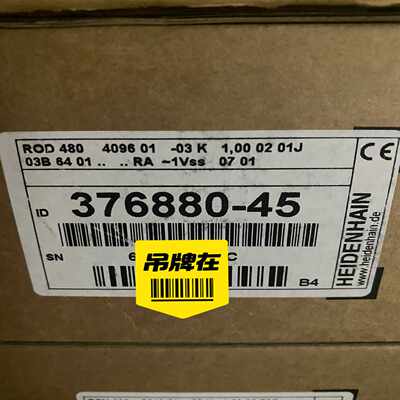 ROD 480 4096 01 -03 K 1,00 02 01J
03B 64 01 .. .. RA ~1Vss 07 01
ID 376880-45
SN 6 C
吊牌在
B4
HEIDENHAIN
www.heidenhain.de
CE